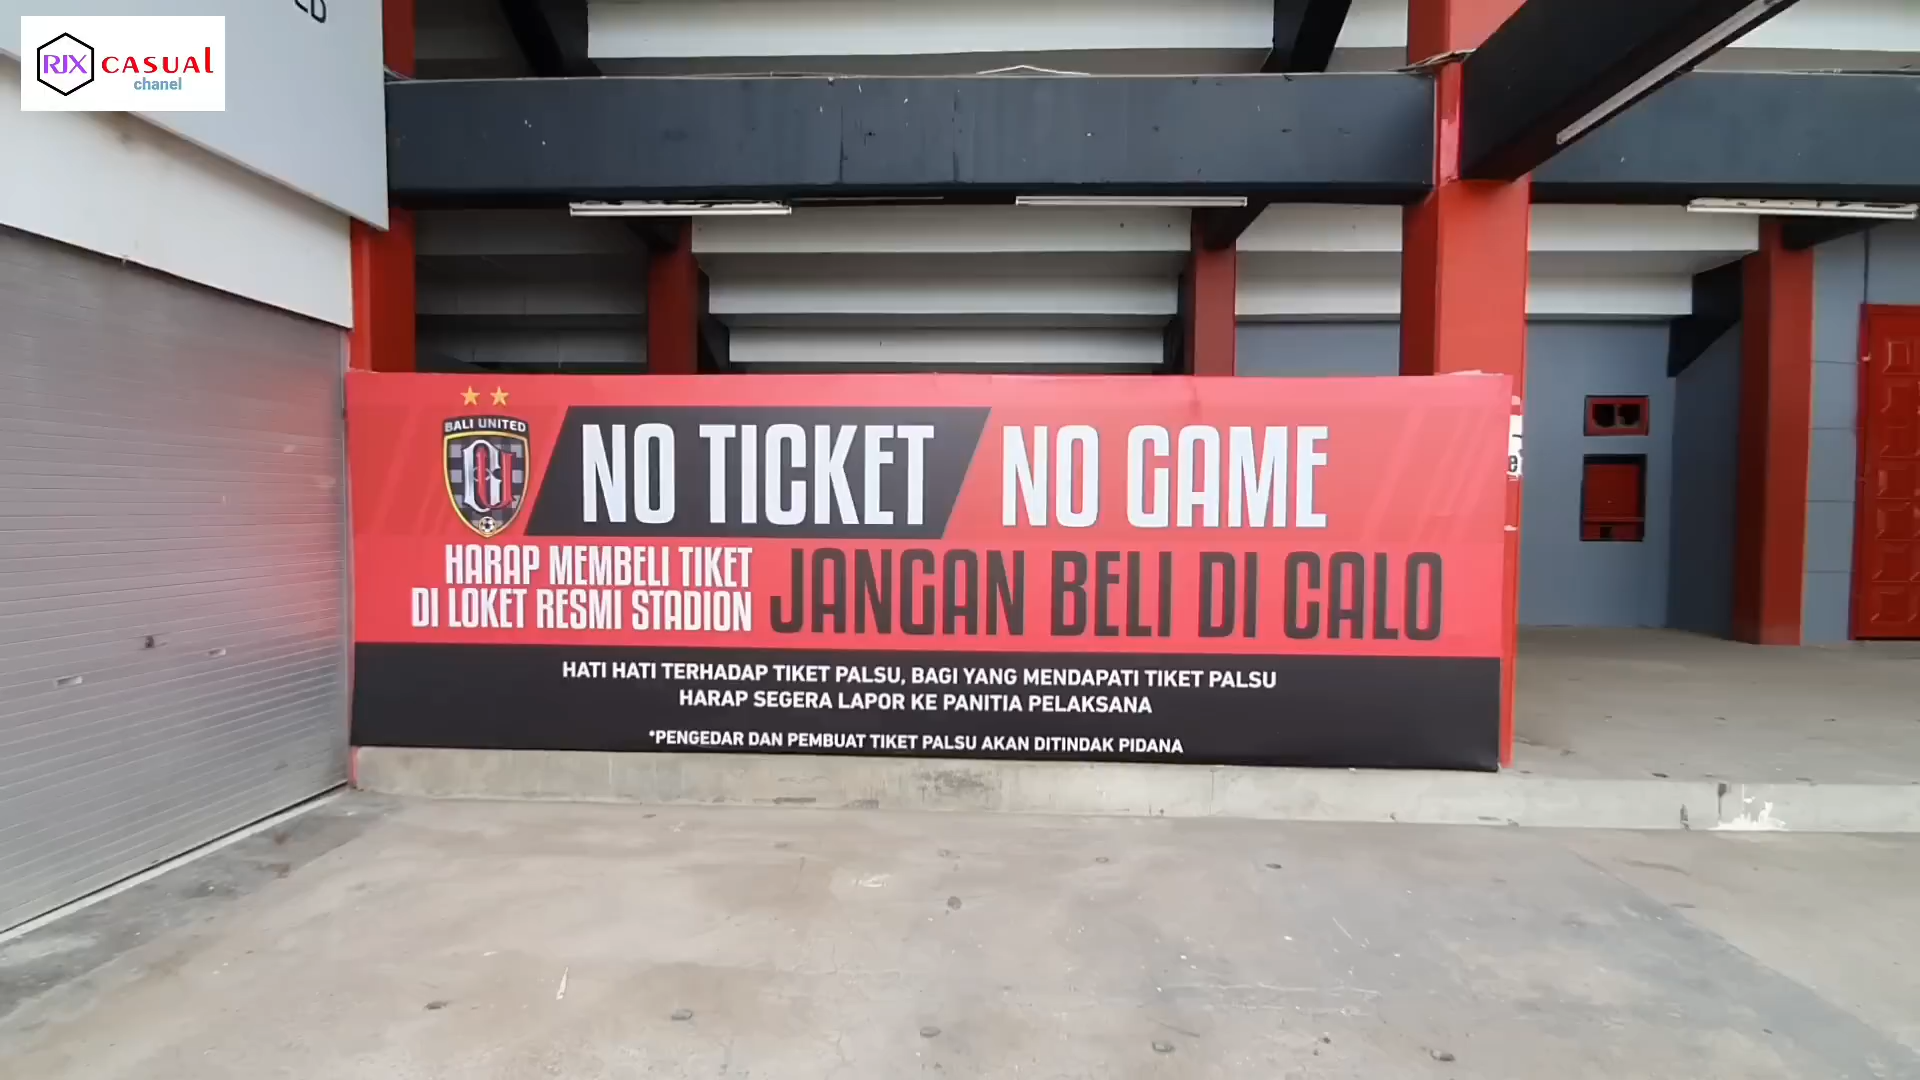 RIX CASUAL
chanel
BALI UNITED
NO TICKET NO GAME
HARAP MEMBELI TIKET
DI LOKET RESMI STADION
JANGAN BELI DI CALO
HATI HATI TERHADAP TIKET PALSU, BAGI YANG MENDAPATI TIKET PALSU
HARAP SEGERA LAPOR KE PANITIA PELAKSANA
*PENGEDAR DAN PEMBUAT TIKET PALSU AKAN DITINDAK PIDANA